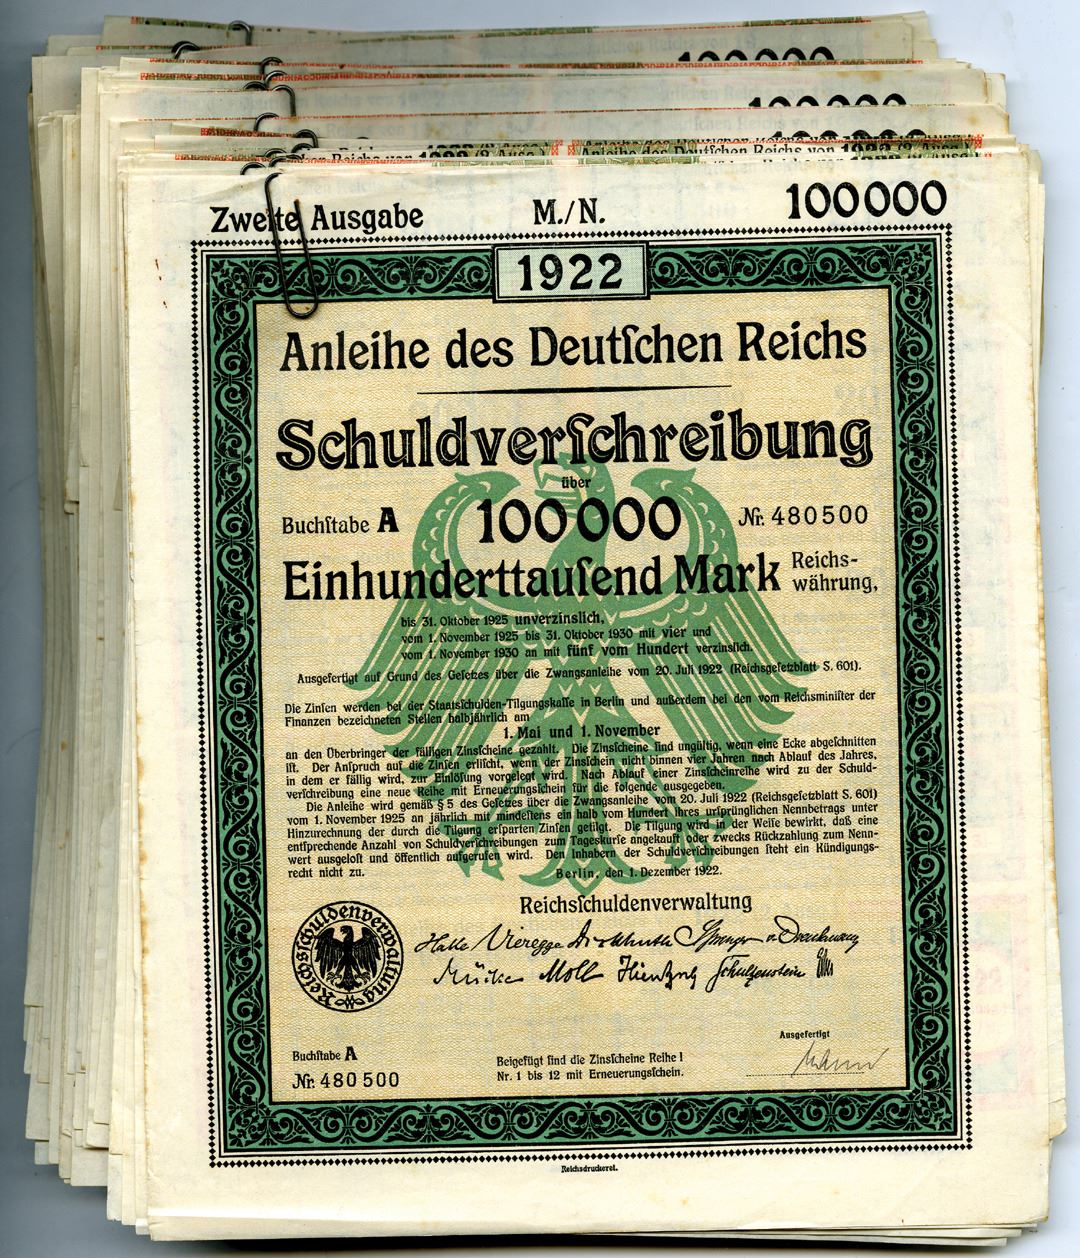 100000
100000
100000
Zweite Ausgabe M./N. 100000
1922
Anleihe des Deutſchen Reichs
Schuldverſchreibung
über
Buchſtabe A 100000 Nr. 480500
Einhunderttauſend Mark Reichs-
währung,
bis 31. Oktober 1925 unverzinslich,
vom 1. November 1925 bis 31. Oktober 1930 mit vier und
vom 1. November 1930 an mit fünf vom Hundert verzinslich.
Ausgefertigt auf Grund des Geſetzes über die Zwangsanleihe vom 20. Juli 1922 (Reichsgeſetzblatt S. 601).
Die Zinſen werden bei der Staatsſchulden-Tilgungskaſſe in Berlin und außerdem bei den vom Reichsminiſter der
Finanzen bezeichneten Stellen halbjährlich am
1. Mai und 1. November
an den Überbringer der fälligen Zinsſcheine gezahlt. Die Zinsſcheine ſind ungültig, wenn eine Ecke abgeſchnitten
iſt. Der Anſpruch auf die Zinſen erliſcht, wenn der Zinsſchein nicht binnen vier Jahren nach Ablauf des Jahres,
in dem er fällig wird, zur Einlöſung vorgelegt wird. Nach Ablauf einer Zinsſcheinreihe wird zu der Schuld-
verſchreibung eine neue Reihe mit Erneuerungsſchein für die folgende ausgegeben.
Die Anleihe wird gemäß § 5 des Geſetzes über die Zwangsanleihe vom 20. Juli 1922 (Reichsgeſetzblatt S. 601)
vom 1. November 1925 an jährlich mit mindeſtens ein halb vom Hundert ihres urſprünglichen Nennbetrags unter
Hinzurechnung der durch die Tilgung erſparten Zinſen getilgt. Die Tilgung wird in der Weiſe bewirkt, daß eine
entſprechende Anzahl von Schuldverſchreibungen zum Tageskurſe angekauft oder zwecks Rückzahlung zum Nenn-
wert ausgeloſt und öffentlich aufgerufen wird. Den Inhabern der Schuldverſchreibungen ſteht ein Kündigungs-
recht nicht zu.
Berlin, den 1. Dezember 1922.
Reichsſchuldenverwaltung
Reichsſchuldenverwaltung
Halle Vieregge Springer
Mücke Moll Schulzenstein
Ausgefertigt
Buchſtabe A
Nr. 480500
Beigefügt ſind die Zinsſcheine Reihe I
Nr. 1 bis 12 mit Erneuerungsſchein.
Reichsdruckerei.